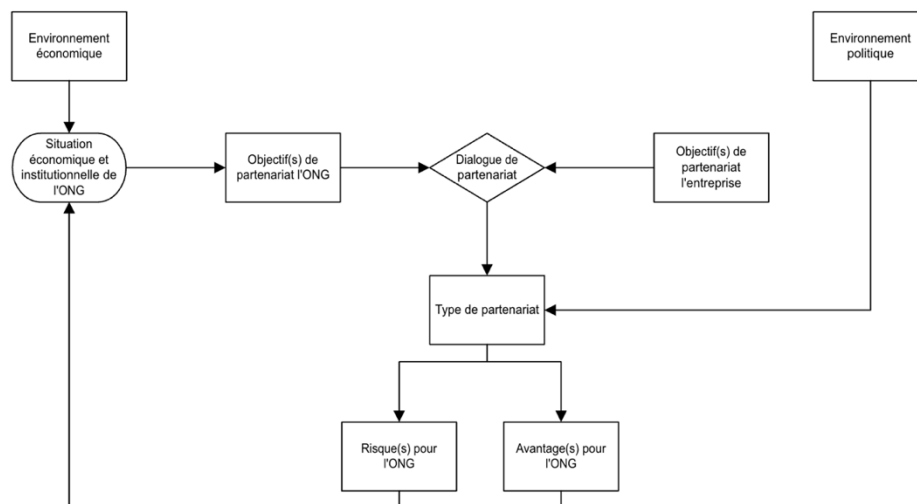 Environnement
économique
Environnement
politique
Situation
économique et
institutionnelle de
l'ONG
Objectif(s) de
partenariat l'ONG
Dialogue de
partenariat
Objectif(s) de
partenariat
l'entreprise
Type de partenariat
Risque(s) pour
l'ONG
Avantage(s) pour
l'ONG